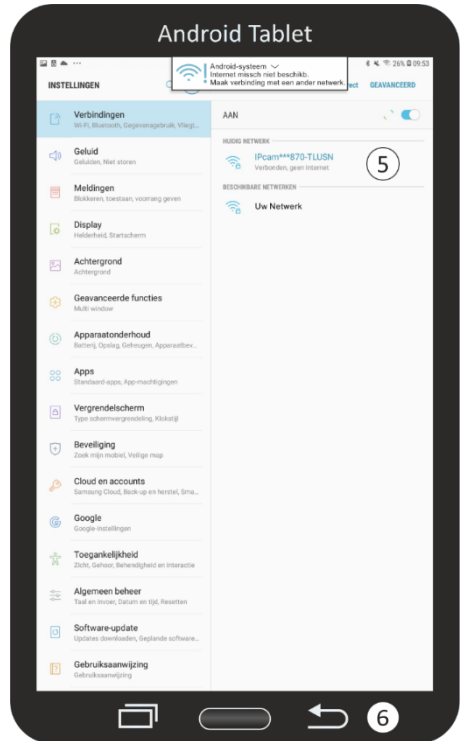 Android Tablet
26% 09:53
Android-systeem
Internet missch niet beschikb.
Maak verbinding met een ander netwerk.
INSTELLINGEN
ect GEAVANCEERD
Verbindingen
Wi-Fi, Bluetooth, Gegevensgebruik, Vliegt...
AAN
Geluid
Geluiden, Niet storen
HUIDIG NETWERK
IPcam***870-TLUSN
Verbonden, geen internet
5
Meldingen
Blokkeren, toestaan, voorrang geven
BESCHIKBARE NETWERKEN
Uw Netwerk
Display
Helderheid, Startscherm
Achtergrond
Achtergrond
Geavanceerde functies
Multi window
Apparaatonderhoud
Batterij, Opslag, Geheugen, Apparaatbev...
Apps
Standaard-apps, App-machtigingen
Vergrendelscherm
Type schermvergrendeling, Klokstijl
Beveiliging
Zoek mijn mobiel, Veilige map
Cloud en accounts
Samsung Cloud, Back-up en herstel, Sma...
Google
Google-instellingen
Toegankelijkheid
Zicht, Gehoor, Behendigheid en interactie
Algemeen beheer
Taal en invoer, Datum en tijd, Resetten
Software-update
Updates downloaden, Geplande software...
Gebruiksaanwijzing
Gebruiksaanwijzing
6